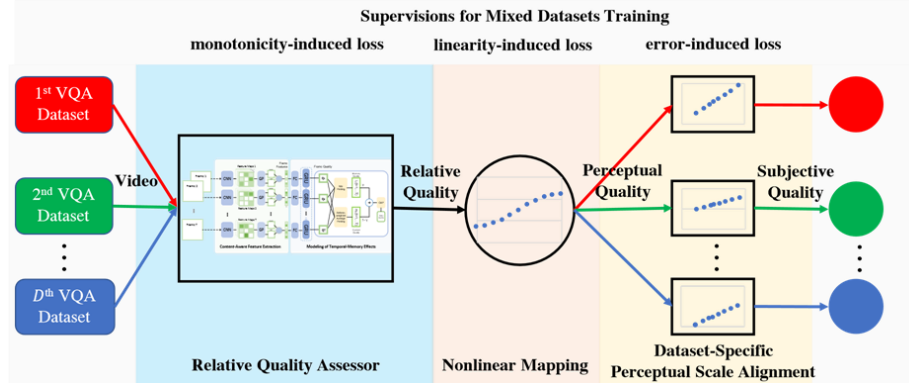 Supervisions for Mixed Datasets Training
monotonicity-induced loss
linearity-induced loss
error-induced loss
1st VQA
Dataset
2nd VQA
Dataset
Dth VQA
Dataset
Video
Content-Aware Feature Extraction
Modeling of Temporal-Memory Effects
Relative
Quality
Perceptual
Quality
Subjective
Quality
Relative Quality Assessor
Nonlinear Mapping
Dataset-Specific
Perceptual Scale Alignment